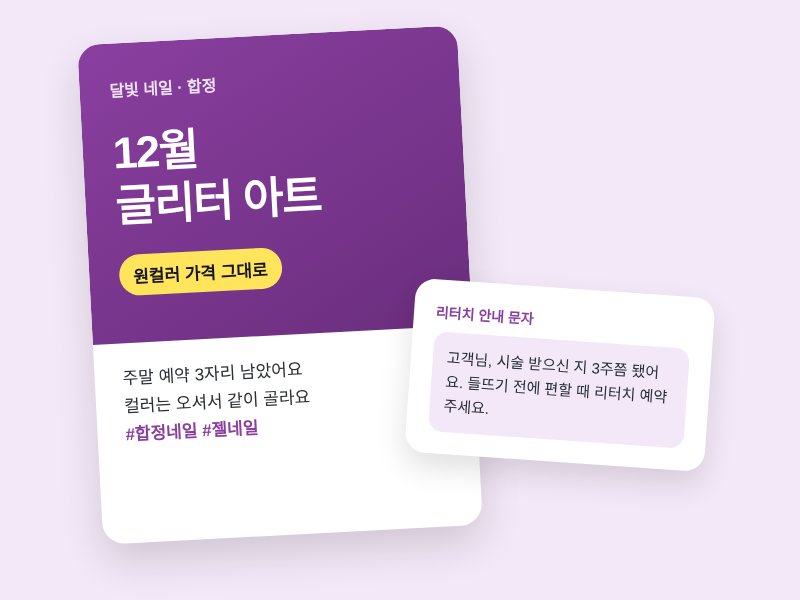 달빛 네일 · 합정
12월
글리터 아트
원컬러 가격 그대로
주말 예약 3자리 남았어요
컬러는 오셔서 같이 골라요
#합정네일 #젤네일
리터치 안내 문자
고객님, 시술 받으신 지 3주쯤 됐어
요. 들뜨기 전에 편할 때 리터치 예약
주세요.